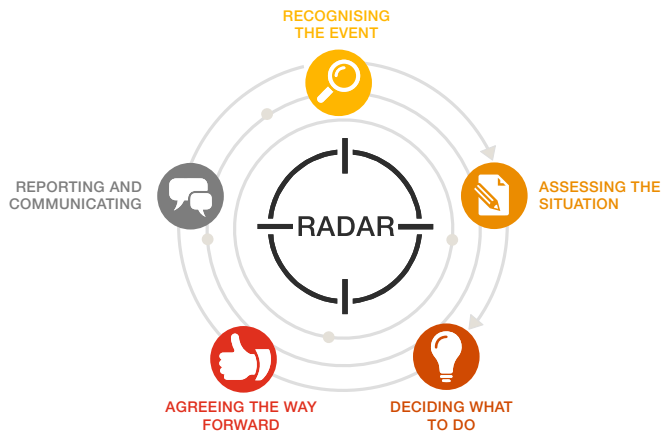 RECOGNISING
THE EVENT
ASSESSING THE
SITUATION
DECIDING WHAT
TO DO
AGREEING THE WAY
FORWARD
REPORTING AND
COMMUNICATING
RADAR